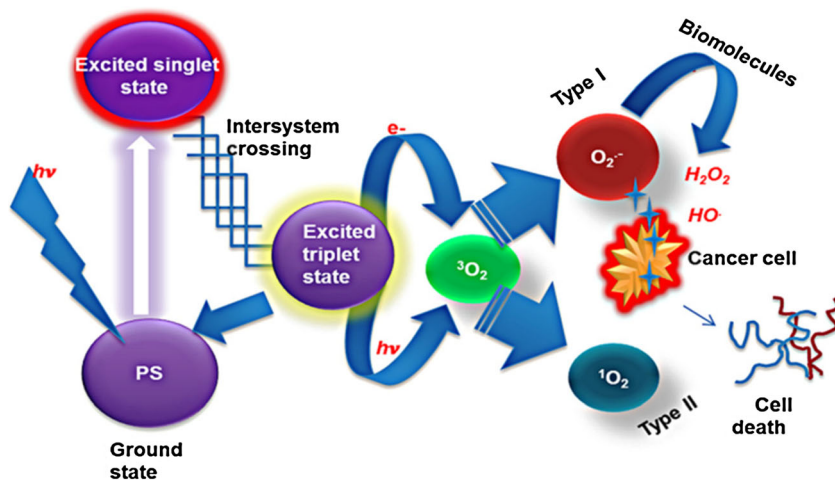 Excited singlet
state
Intersystem
crossing
hν
e-
Excited
triplet
state
hν
PS
Ground
state
³O₂
Type I
O₂·⁻
Biomolecules
H₂O₂
HO·
Cancer cell
¹O₂
Type II
Cell
death